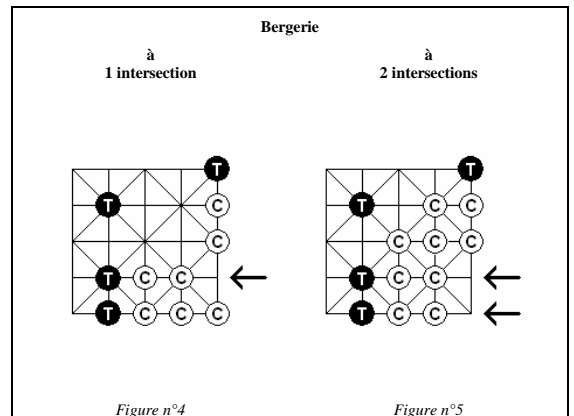 Bergerie
à
1 intersection
à
2 intersections
T
T
C
C
T C C
T C C C
T
T C C
C C C
T C C
T C C
Figure n°4
Figure n°5